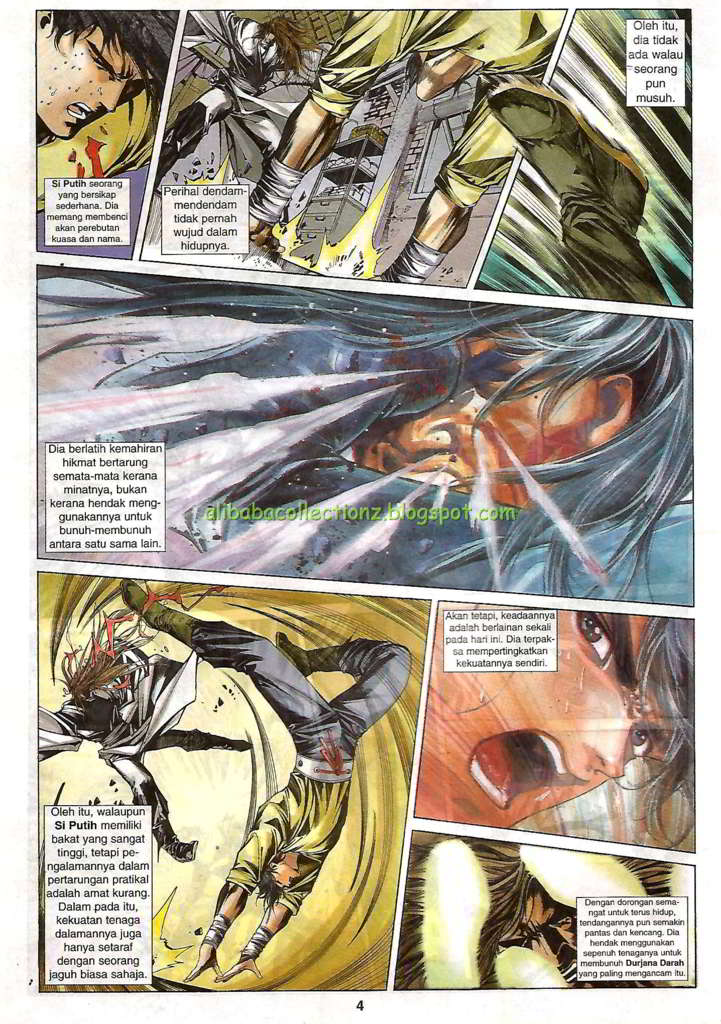 Si Putih seorang
yang bersikap
sederhana. Dia
memang membenci
akan perebutan
kuasa dan nama.
Perihal dendam-
mendendam
tidak pernah
wujud dalam
hidupnya.
Oleh itu,
dia tidak
ada walau
seorang
pun
musuh.
Dia berlatih kemahiran
hikmat bertarung
semata-mata kerana
minatnya, bukan
kerana hendak meng-
gunakannya untuk
bunuh-membunuh
antara satu sama lain.
alibabacollectionz.blogspot.com
Oleh itu, walaupun
Si Putih memiliki
bakat yang sangat
tinggi, tetapi pe-
ngalamannya dalam
pertarungan pratikal
adalah amat kurang.
Dalam pada itu,
kekuatan tenaga
dalamannya juga
hanya setaraf
dengan seorang
jaguh biasa sahaja.
Akan tetapi, keadaannya
adalah berlainan sekali
pada hari ini. Dia terpak-
sa mempertingkatkan
kekuatannya sendiri.
Dengan dorongan sema-
ngat untuk terus hidup,
tendangannya pun semakin
pantas dan kencang. Dia
hendak menggunakan
sepenuh tenaganya untuk
membunuh Durjana Darah
yang paling mengancam itu.
4